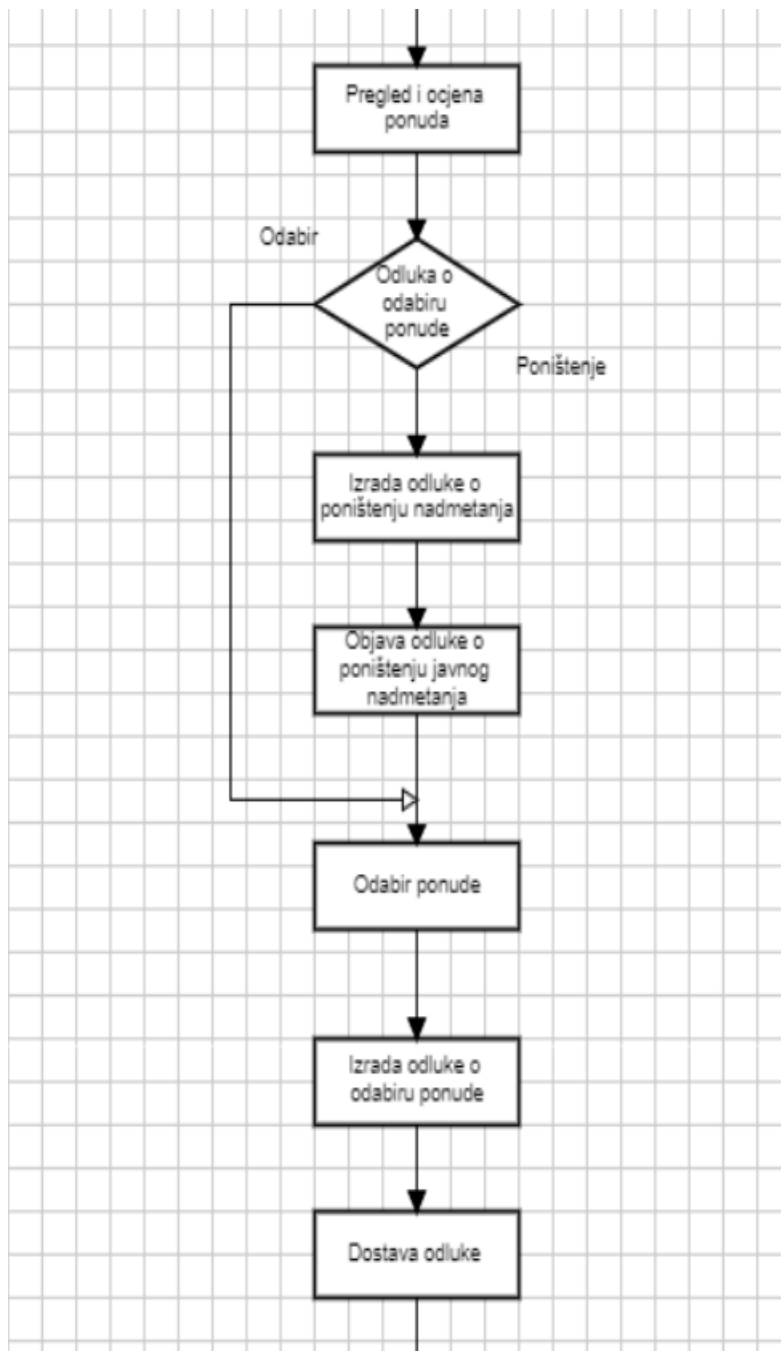 Pregled i ocjena
ponuda
Odabir
Odluka o
odabiru
ponude
Poništenje
Izrada odluke o
poništenju nadmetanja
Objava odluke o
poništenju javnog
nadmetanja
Odabir ponude
Izrada odluke o
odabiru ponude
Dostava odluke